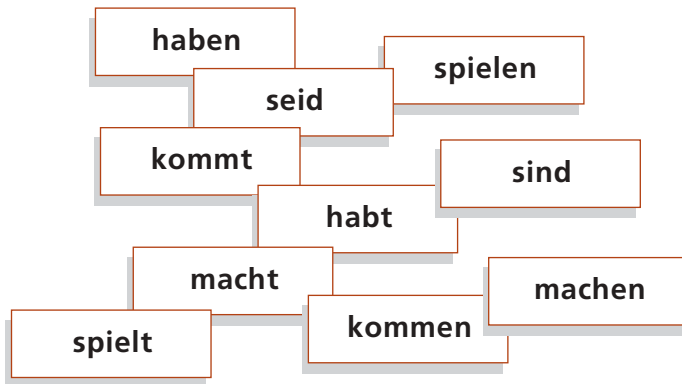 haben
spielen
seid
kommt
sind
habt
macht
machen
kommen
spielt